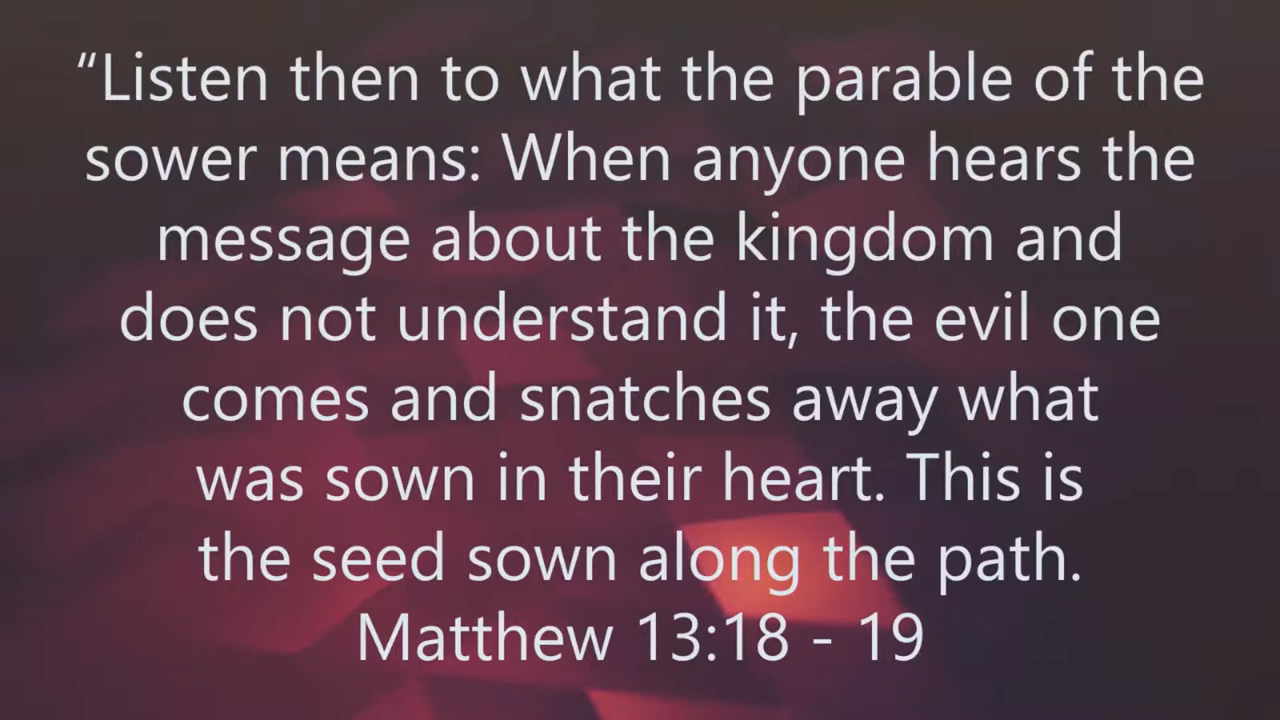 “Listen then to what the parable of the
sower means: When anyone hears the
message about the kingdom and
does not understand it, the evil one
comes and snatches away what
was sown in their heart. This is
the seed sown along the path.
Matthew 13:18 - 19